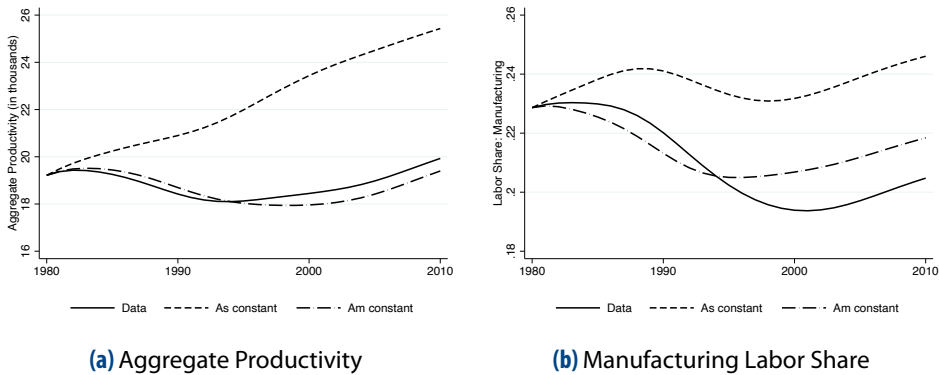 Aggregate Productivity (in thousands)
26
24
22
20
18
16
1980 1990 2000 2010
Data As constant Am constant
(a) Aggregate Productivity
Labor Share: Manufacturing
.26
.24
.22
.2
.18
1980 1990 2000 2010
Data As constant Am constant
(b) Manufacturing Labor Share